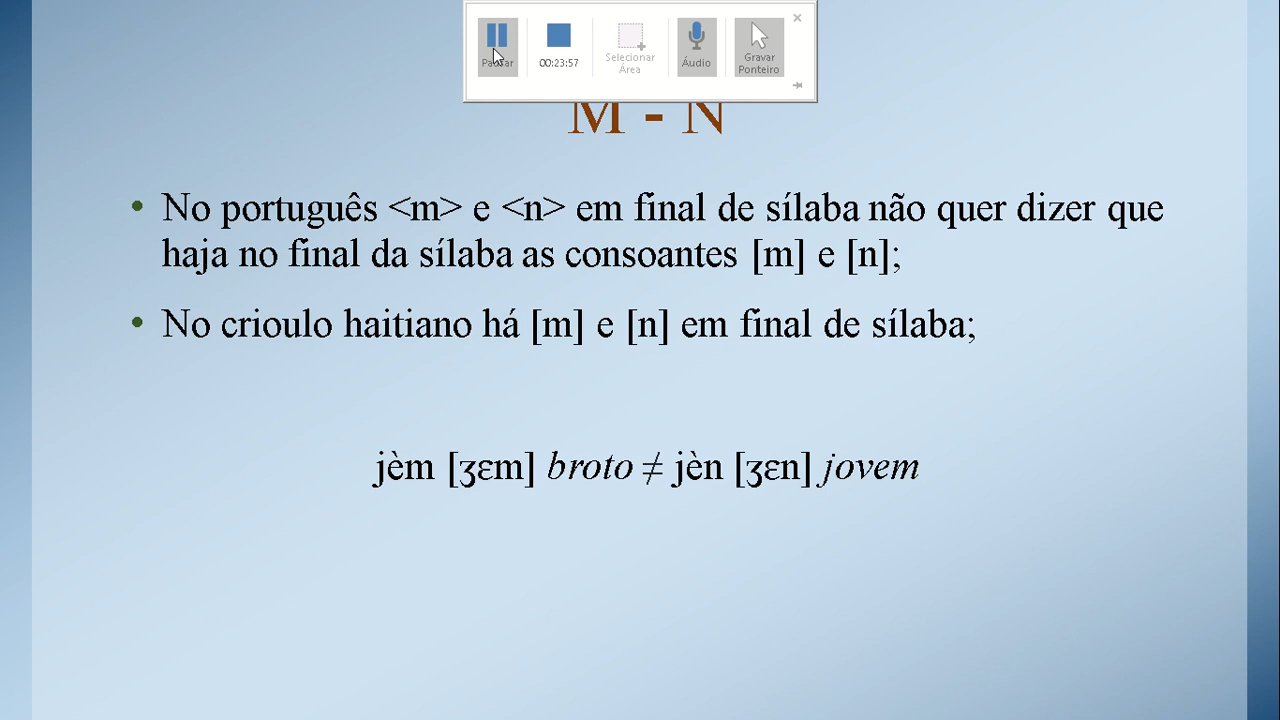 Pausar
00:23:57
Selecionar
Área
Áudio
Gravar
Ponteiro
M - N
• No português <m> e <n> em final de sílaba não quer dizer que
haja no final da sílaba as consoantes [m] e [n];
• No crioulo haitiano há [m] e [n] em final de sílaba;
jèm [ʒɛm] broto ≠ jèn [ʒɛn] jovem